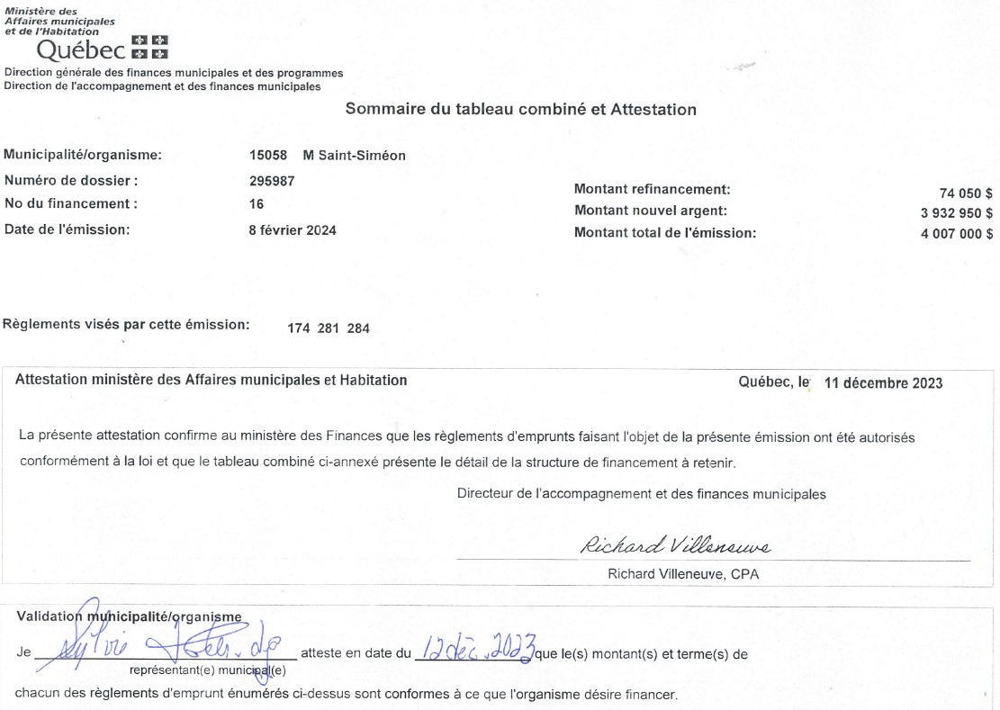 Ministère des
Affaires municipales
et de l'Habitation
Québec
Direction générale des finances municipales et des programmes
Direction de l'accompagnement et des finances municipales
Sommaire du tableau combiné et Attestation
Municipalité/organisme: 15058 M Saint-Siméon
Numéro de dossier : 295987
No du financement : 16
Date de l'émission: 8 février 2024
Montant refinancement: 74 050 $
Montant nouvel argent: 3 932 950 $
Montant total de l'émission: 4 007 000 $
Règlements visés par cette émission: 174 281 284
Attestation ministère des Affaires municipales et Habitation Québec, le 11 décembre 2023
La présente attestation confirme au ministère des Finances que les règlements d'emprunts faisant l'objet de la présente émission ont été autorisés
conformément à la loi et que le tableau combiné ci-annexé présente le détail de la structure de financement à retenir.
Directeur de l'accompagnement et des finances municipales
Richard Villeneuve
Richard Villeneuve, CPA
Validation municipalité/organisme
Je Sylvie atteste en date du 12 déc. 2023 que le(s) montant(s) et terme(s) de
représentant(e) municipal(e)
chacun des règlements d'emprunt énumérés ci-dessus sont conformes à ce que l'organisme désire financer.